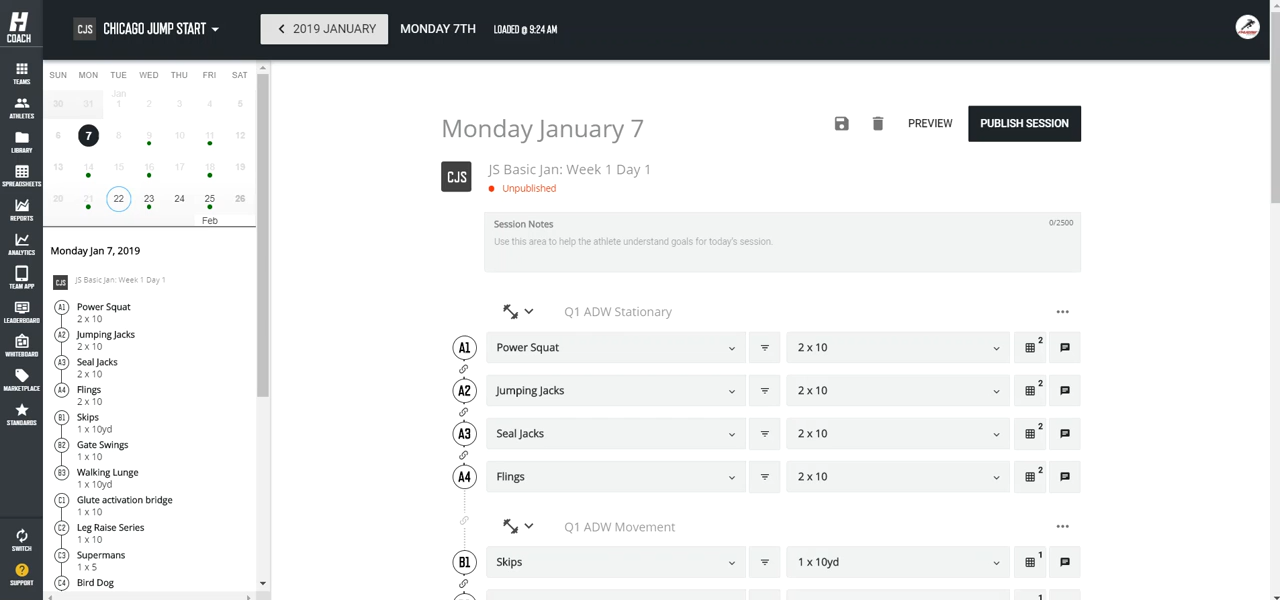 H
COACH
CJS CHICAGO JUMP START
2019 JANUARY
MONDAY 7TH
LOADED @ 9:24 AM
TEAMS
ATHLETES
LIBRARY
SPREADSHEETS
REPORTS
ANALYTICS
TEAM APP
LEADERBOARD
WHITEBOARD
MARKETPLACE
STANDARDS
SWITCH
SUPPORT
SUN MON TUE WED THU FRI SAT
Jan
30 31 1 2 3 4 5
6 7 8 9 10 11 12
13 14 15 16 17 18 19
20 21 22 23 24 25 26
Feb
Monday Jan 7, 2019
CJS JS Basic Jan: Week 1 Day 1
A1 Power Squat
2 x 10
A2 Jumping Jacks
2 x 10
A3 Seal Jacks
2 x 10
A4 Flings
2 x 10
B1 Skips
1 x 10yd
B2 Gate Swings
1 x 10
B3 Walking Lunge
1 x 10yd
C1 Glute activation bridge
1 x 10
C2 Leg Raise Series
1 x 10
C3 Supermans
1 x 5
C4 Bird Dog
Monday January 7
PREVIEW
PUBLISH SESSION
CJS
JS Basic Jan: Week 1 Day 1
Unpublished
Session Notes 0/2500
Use this area to help the athlete understand goals for today's session.
Q1 ADW Stationary
A1 Power Squat 2 x 10 2
A2 Jumping Jacks 2 x 10 2
A3 Seal Jacks 2 x 10 2
A4 Flings 2 x 10 2
Q1 ADW Movement
B1 Skips 1 x 10yd 1